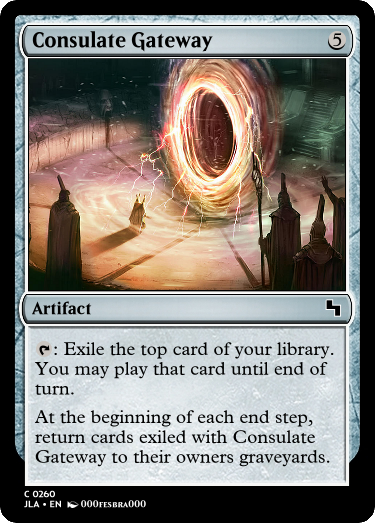 Consulate Gateway 5
Artifact
: Exile the top card of your library.
You may play that card until end of
turn.
At the beginning of each end step,
return cards exiled with Consulate
Gateway to their owners graveyards.
C 0260
JLA • EN 000FESBRA000